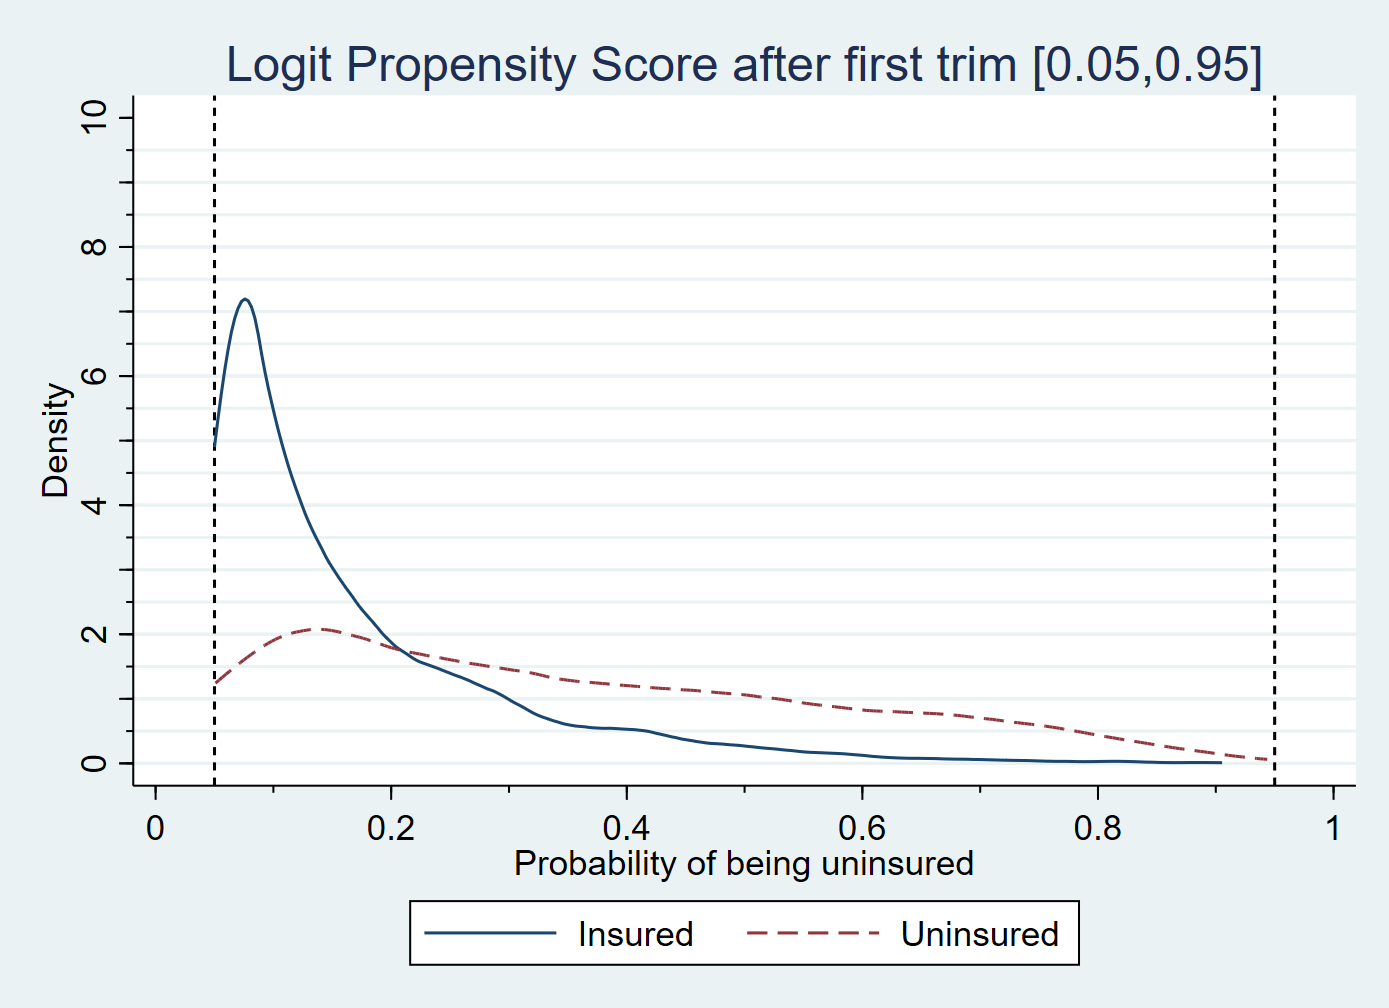 Logit Propensity Score after first trim [0.05,0.95]
10
8
6
4
2
0
Density
0 0.2 0.4 0.6 0.8 1
Probability of being uninsured
Insured Uninsured